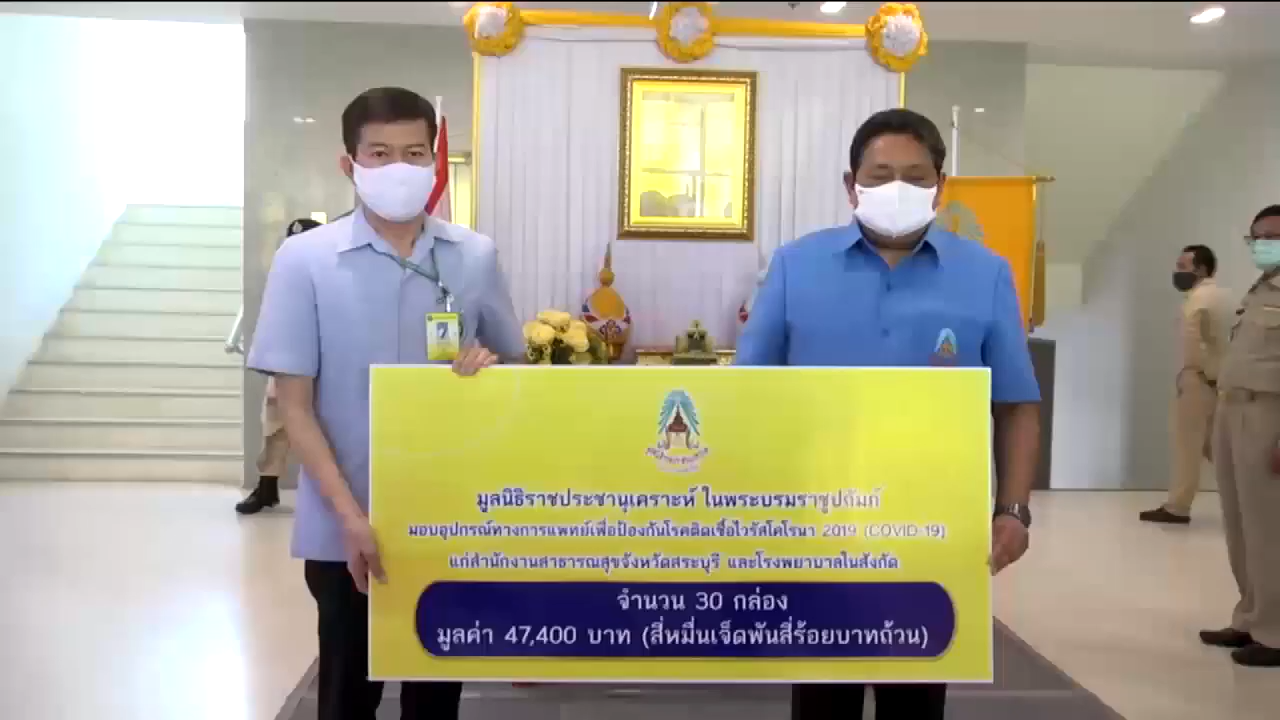 มูลนิธิราชประชานุเคราะห์ ในพระบรมราชูปถัมภ์
มอบอุปกรณ์ทางการแพทย์เพื่อป้องกันโรคติดเชื้อไวรัสโคโรนา 2019 (COVID-19)
แก่สำนักงานสาธารณสุขจังหวัดสระบุรี และโรงพยาบาลในสังกัด
จำนวน 30 กล่อง
มูลค่า 47,400 บาท (สี่หมื่นเจ็ดพันสี่ร้อยบาทถ้วน)